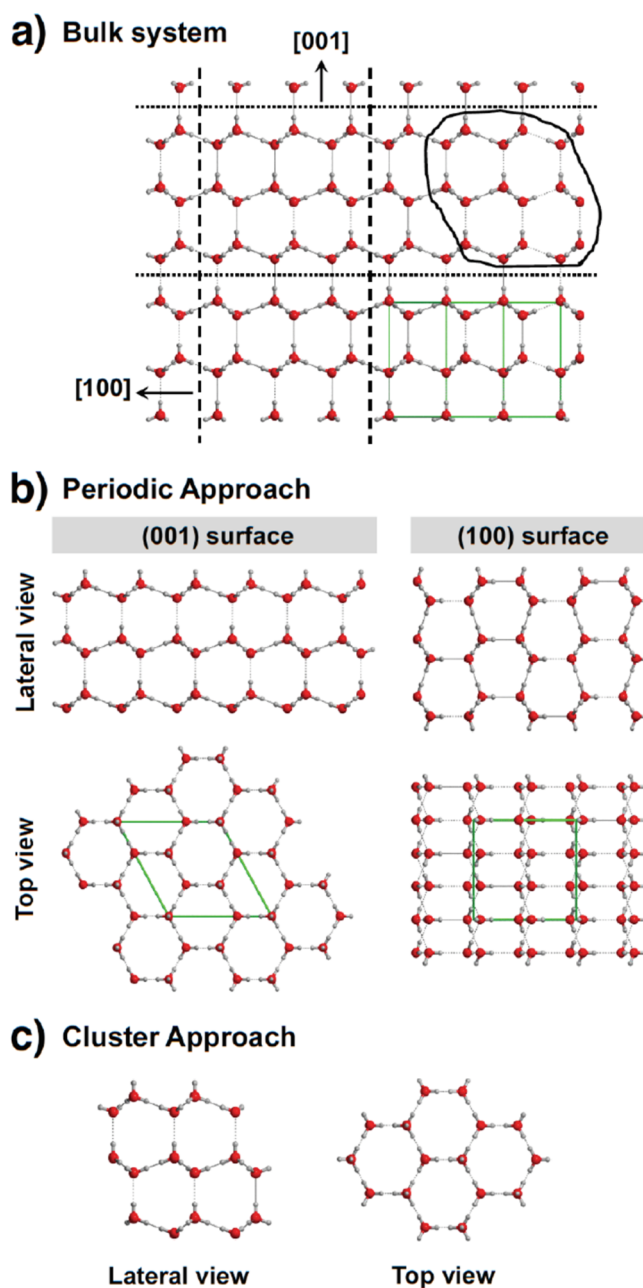 a) Bulk system
[001]
[100]
b) Periodic Approach
(001) surface
(100) surface
Lateral view
Top view
c) Cluster Approach
Lateral view
Top view